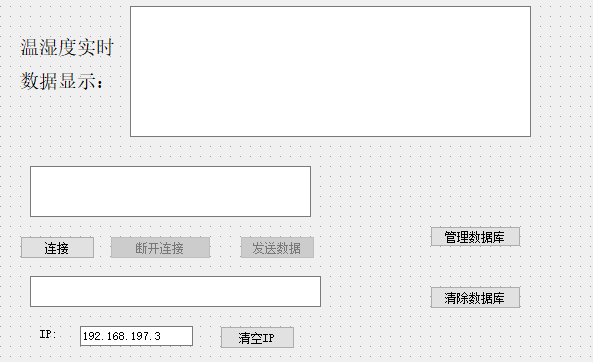 温湿度实时
数据显示：
连接
断开连接
发送数据
管理数据库
清除数据库
IP:
192.168.197.3
清空IP